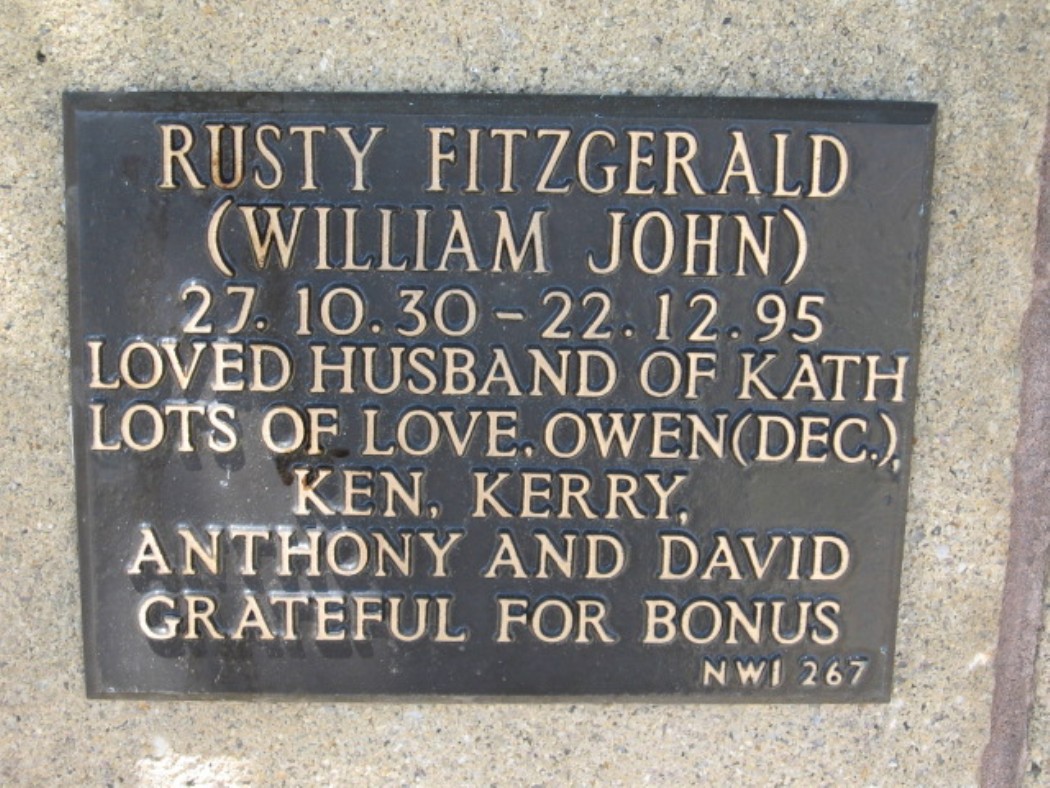 RUSTY FITZGERALD
(WILLIAM JOHN)
27.10.30 - 22.12.95
LOVED HUSBAND OF KATH
LOTS OF LOVE, OWEN(DEC.),
KEN, KERRY,
ANTHONY AND DAVID
GRATEFUL FOR BONUS
NW1 267